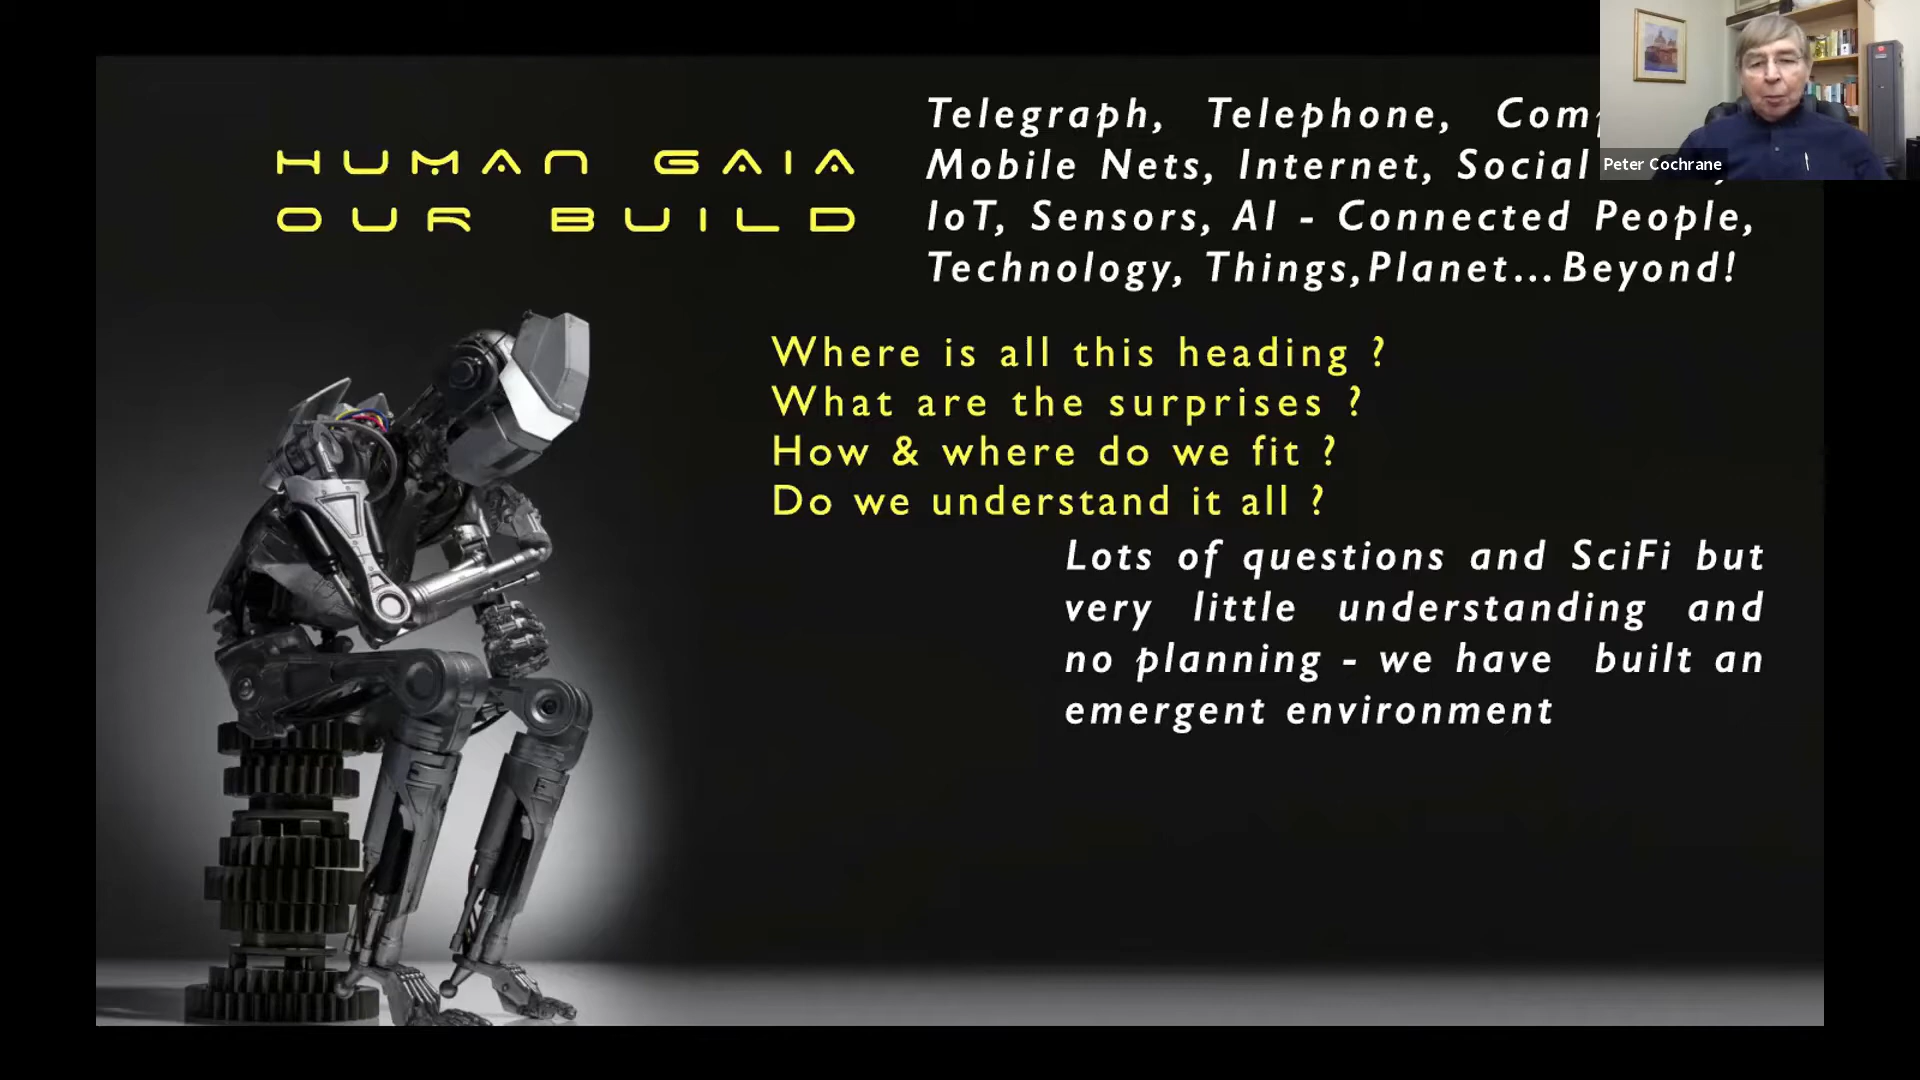 HUMAN GAIA
OUR BUILD
Telegraph, Telephone,
Mobile Nets, Internet, Social
IoT, Sensors, AI - Connected People,
Technology, Things,Planet...Beyond!
Peter Cochrane
Where is all this heading ?
What are the surprises ?
How & where do we fit ?
Do we understand it all ?
Lots of questions and SciFi but
very little understanding and
no planning - we have built an
emergent environment